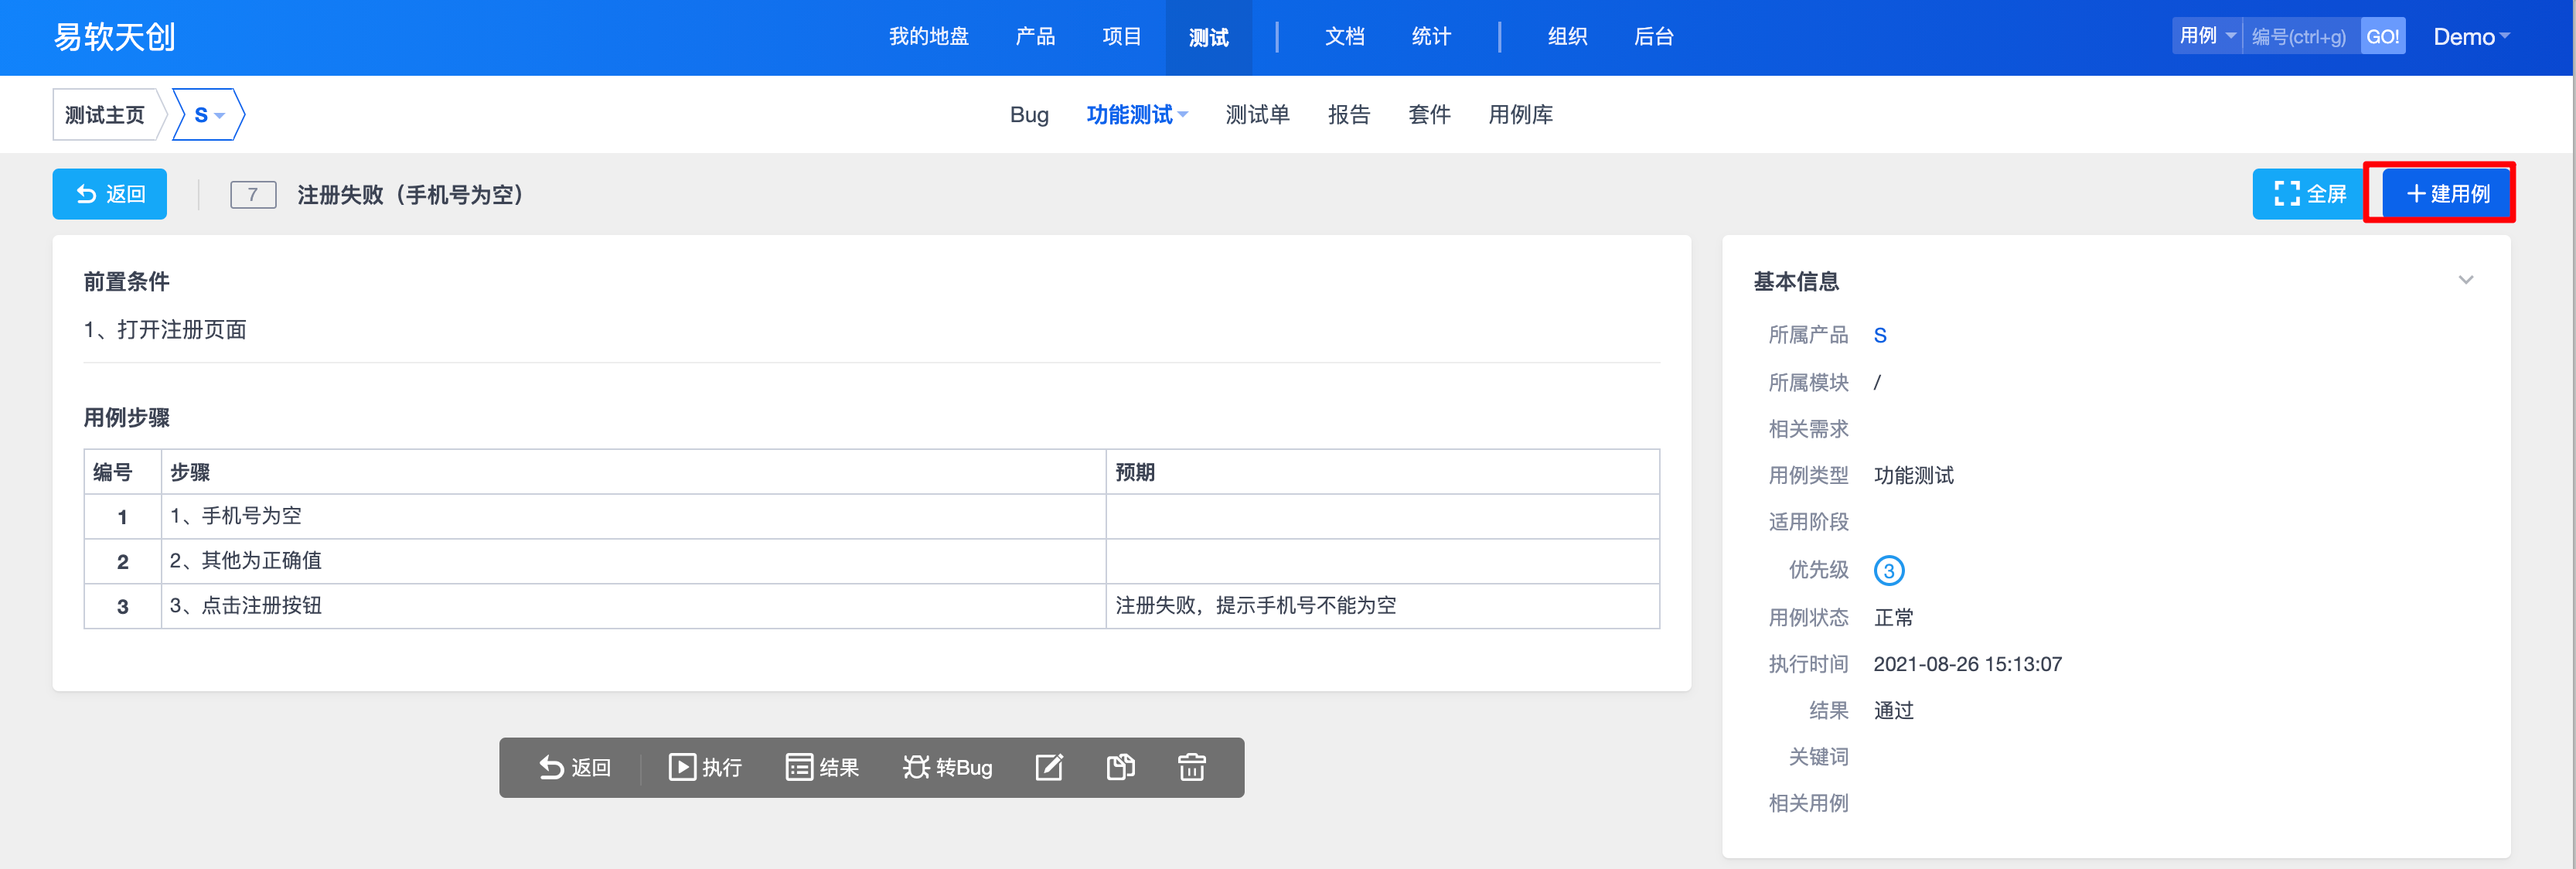 易软天创 我的地盘 产品 项目 测试 文档 统计 组织 后台 用例 编号(ctrl+g) GO! Demo
测试主页 S Bug 功能测试 测试单 报告 套件 用例库
返回 7 注册失败（手机号为空） 全屏 建用例
前置条件
1、打开注册页面
用例步骤
编号 步骤 预期
1 1、手机号为空
2 2、其他为正确值
3 3、点击注册按钮 注册失败，提示手机号不能为空
返回 执行 结果 转Bug
基本信息
所属产品 S
所属模块 /
相关需求
用例类型 功能测试
适用阶段
优先级 3
用例状态 正常
执行时间 2021-08-26 15:13:07
结果 通过
关键词
相关用例